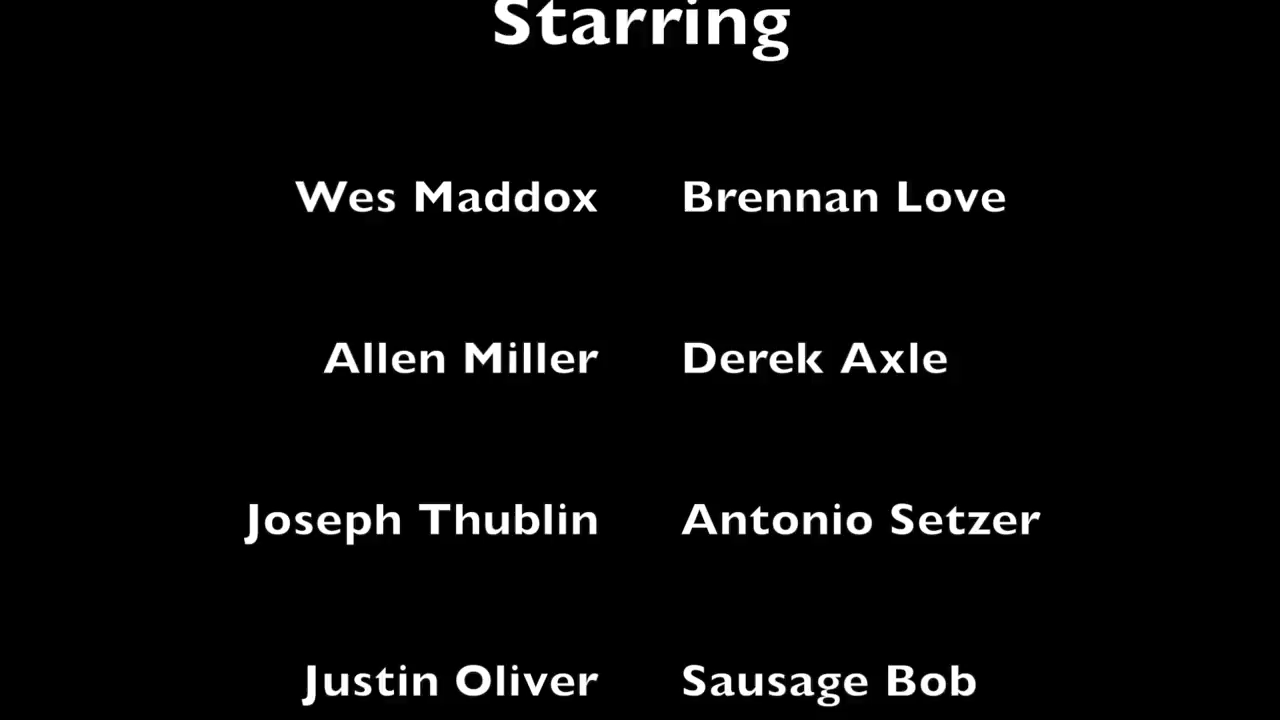 Starring
Wes Maddox Brennan Love
Allen Miller Derek Axle
Joseph Thublin Antonio Setzer
Justin Oliver Sausage Bob